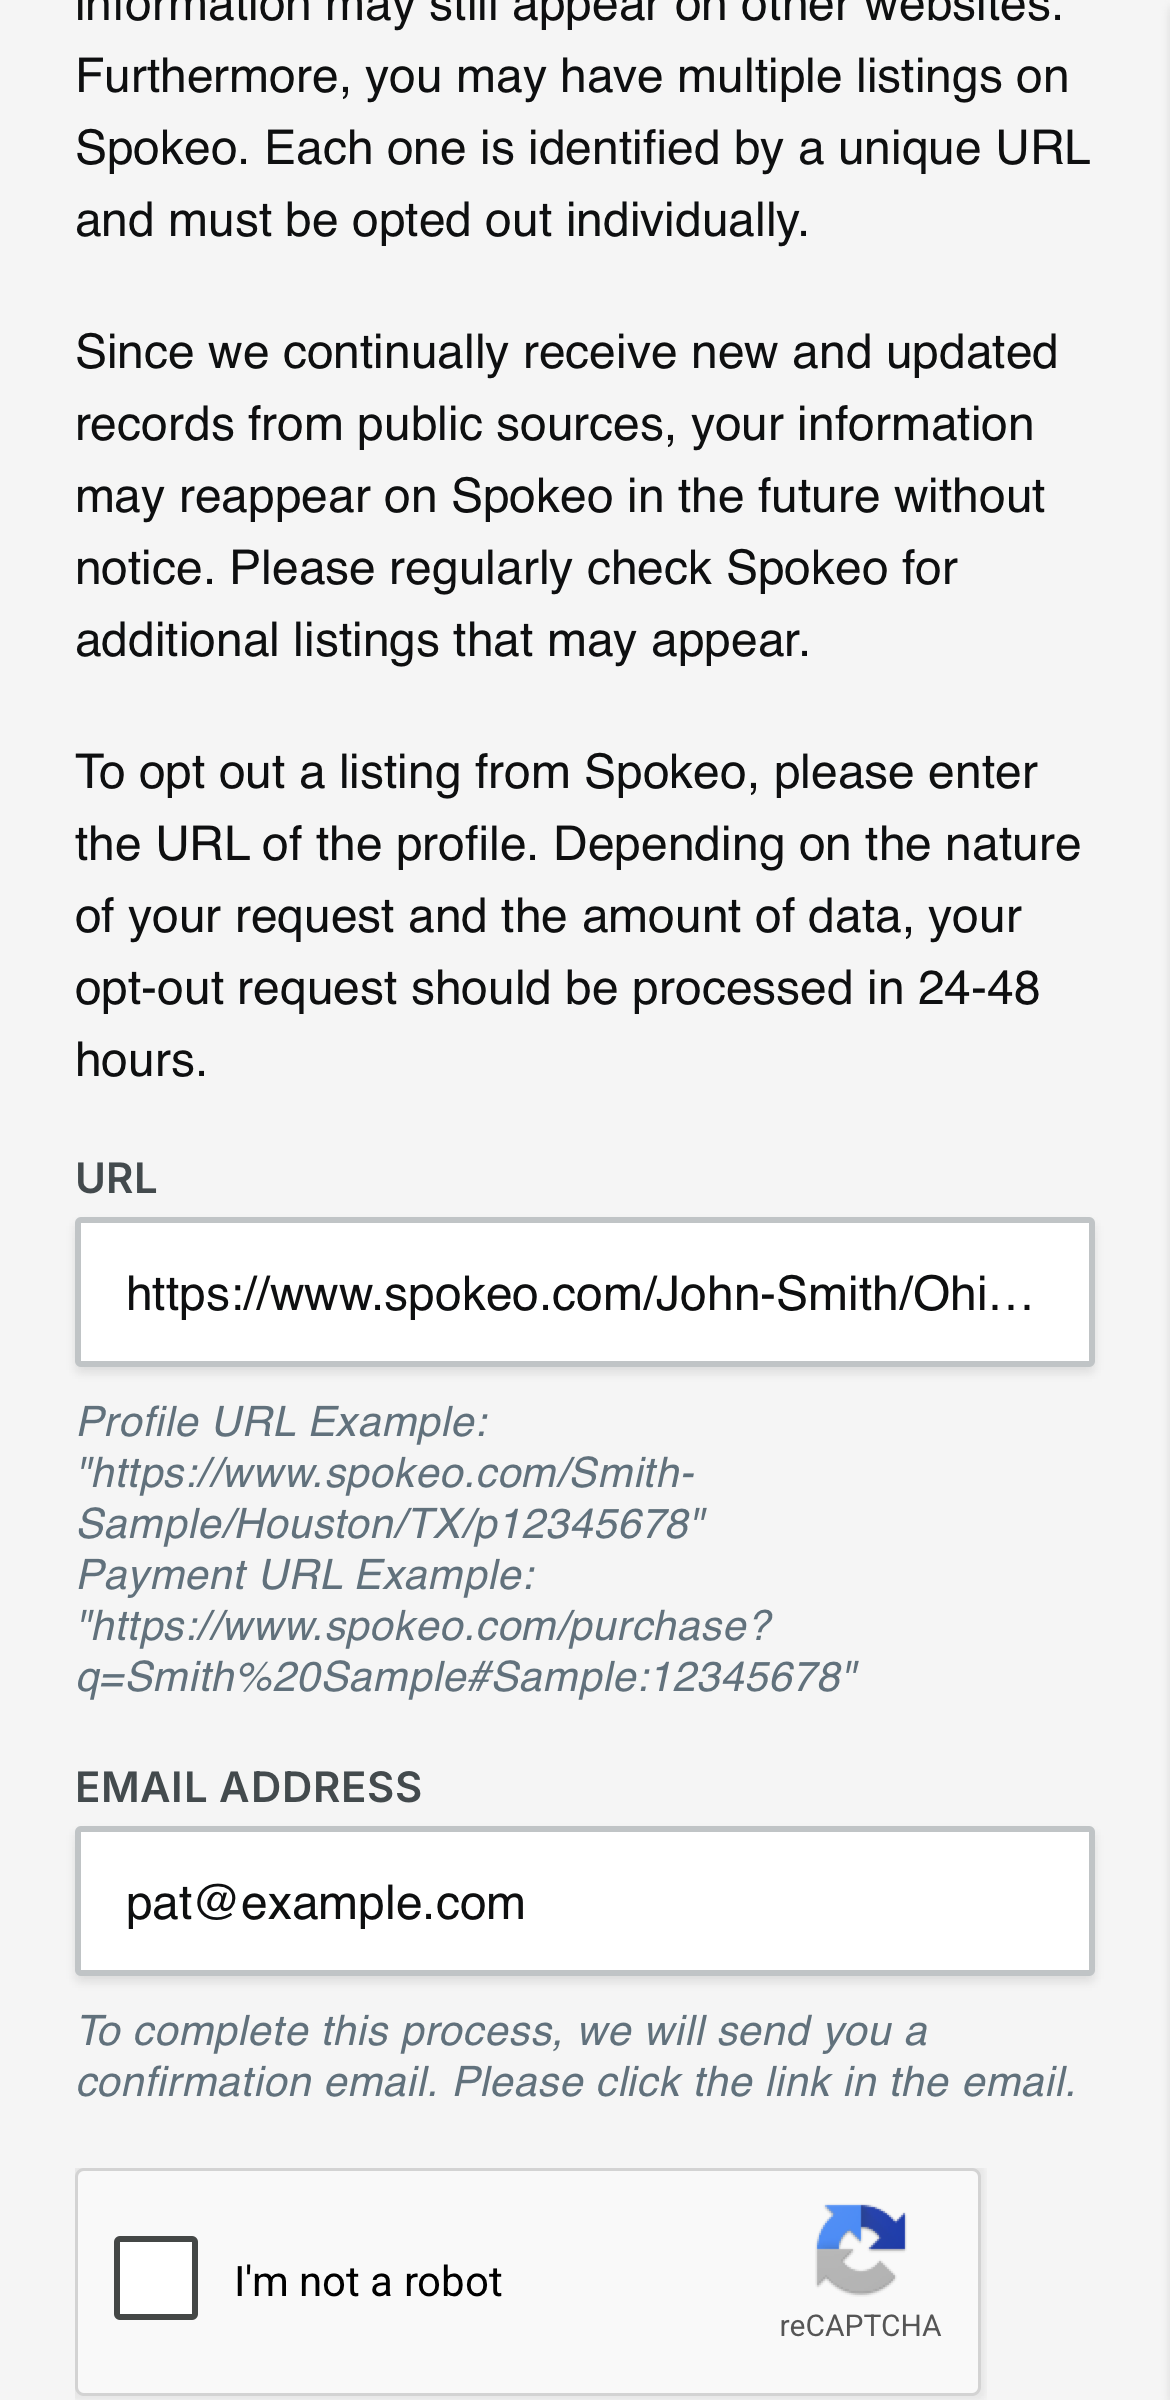 information may still appear on other websites.
Furthermore, you may have multiple listings on
Spokeo. Each one is identified by a unique URL
and must be opted out individually.
Since we continually receive new and updated
records from public sources, your information
may reappear on Spokeo in the future without
notice. Please regularly check Spokeo for
additional listings that may appear.
To opt out a listing from Spokeo, please enter
the URL of the profile. Depending on the nature
of your request and the amount of data, your
opt-out request should be processed in 24-48
hours.
URL
https://www.spokeo.com/John-Smith/Ohi...
Profile URL Example:
"https://www.spokeo.com/Smith-
Sample/Houston/TX/p12345678"
Payment URL Example:
"https://www.spokeo.com/purchase?
q=Smith%20Sample#Sample:12345678"
EMAIL ADDRESS
pat@example.com
To complete this process, we will send you a
confirmation email. Please click the link in the email.
I'm not a robot
reCAPTCHA